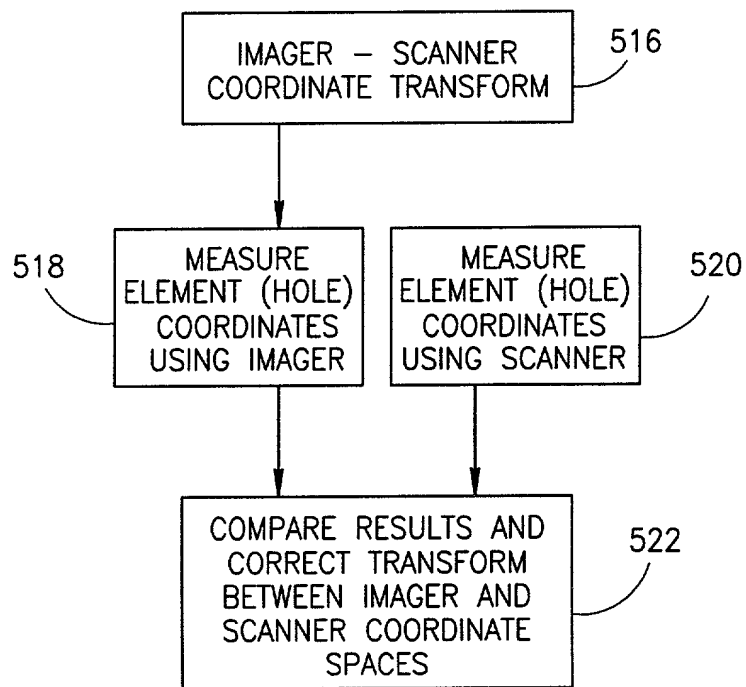 IMAGER – SCANNER
COORDINATE TRANSFORM
516
518
MEASURE
ELEMENT (HOLE)
COORDINATES
USING IMAGER
MEASURE
ELEMENT (HOLE)
COORDINATES
USING SCANNER
520
COMPARE RESULTS AND
CORRECT TRANSFORM
BETWEEN IMAGER AND
SCANNER COORDINATE
SPACES
522